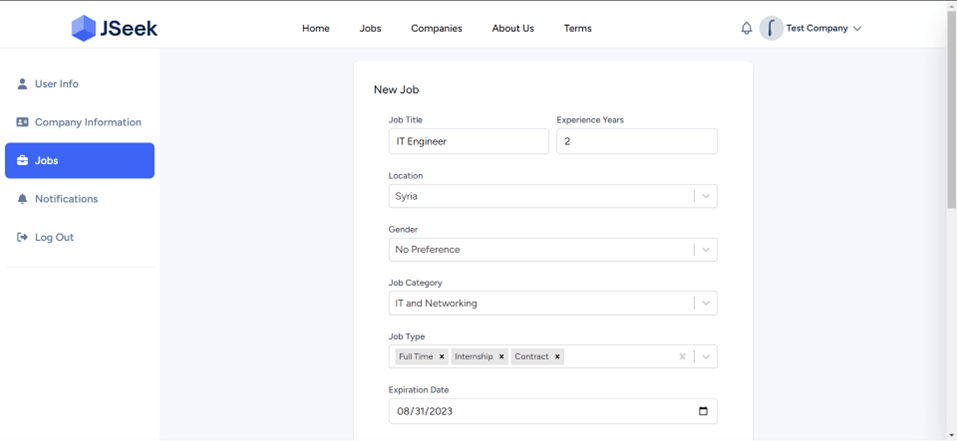 JSeek
Home Jobs Companies About Us Terms
Test Company
User Info
Company Information
Jobs
Notifications
Log Out
New Job
Job Title Experience Years
IT Engineer 2
Location
Syria
Gender
No Preference
Job Category
IT and Networking
Job Type
Full Time × Internship × Contract ×
Expiration Date
08/31/2023